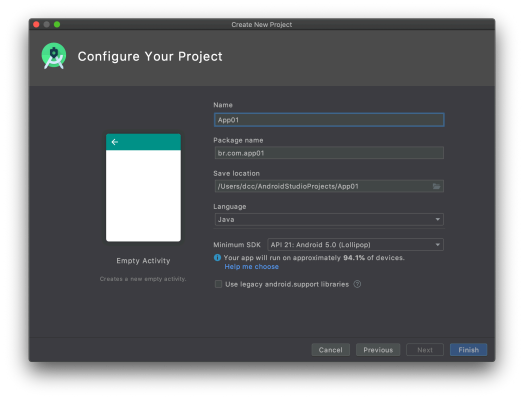 Create New Project
Configure Your Project
Name
App01
Package name
br.com.app01
Save location
/Users/dcc/AndroidStudioProjects/App01
Language
Java
Minimum SDK API 21: Android 5.0 (Lollipop)
Your app will run on approximately 94.1% of devices.
Help me choose
Use legacy android.support libraries ?
Empty Activity
Creates a new empty activity.
Cancel Previous Next Finish